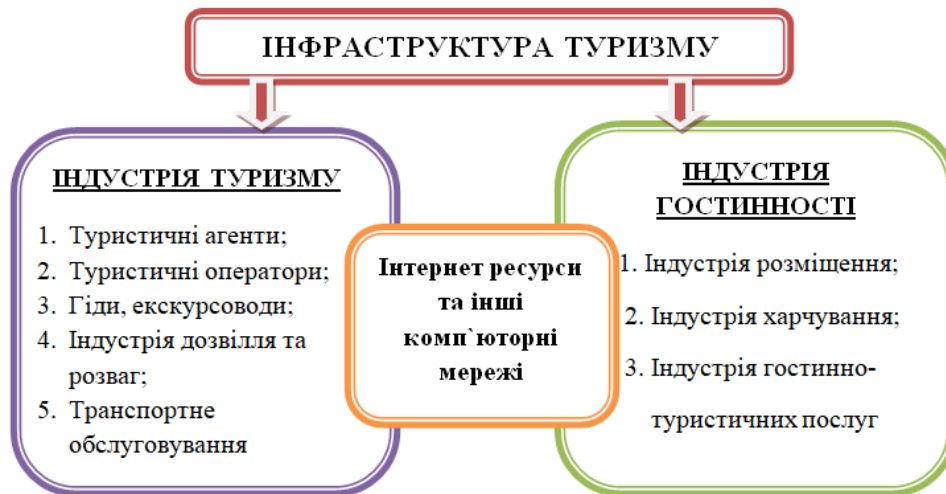 ІНФРАСТРУКТУРА ТУРИЗМУ
ІНДУСТРІЯ ТУРИЗМУ
1. Туристичні агенти;
2. Туристичні оператори;
3. Гіди, екскурсоводи;
4. Індустрія дозвілля та
розваг;
5. Транспортне
обслуговування
Інтернет ресурси
та інші
комп`юторні
мережі
ІНДУСТРІЯ
ГОСТИННОСТІ
1. Індустрія розміщення;
2. Індустрія харчування;
3. Індустрія гостинно-
туристичних послуг